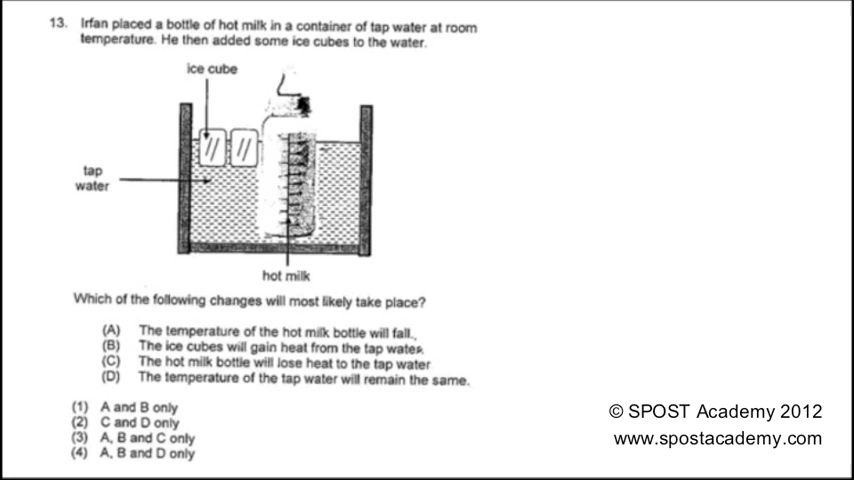 13. Irfan placed a bottle of hot milk in a container of tap water at room
temperature. He then added some ice cubes to the water.
ice cube
tap
water
hot milk
Which of the following changes will most likely take place?
(A) The temperature of the hot milk bottle will fall.
(B) The ice cubes will gain heat from the tap water.
(C) The hot milk bottle will lose heat to the tap water
(D) The temperature of the tap water will remain the same.
(1) A and B only
(2) C and D only
(3) A, B and C only
(4) A, B and D only
© SPOST Academy 2012
www.spostacademy.com